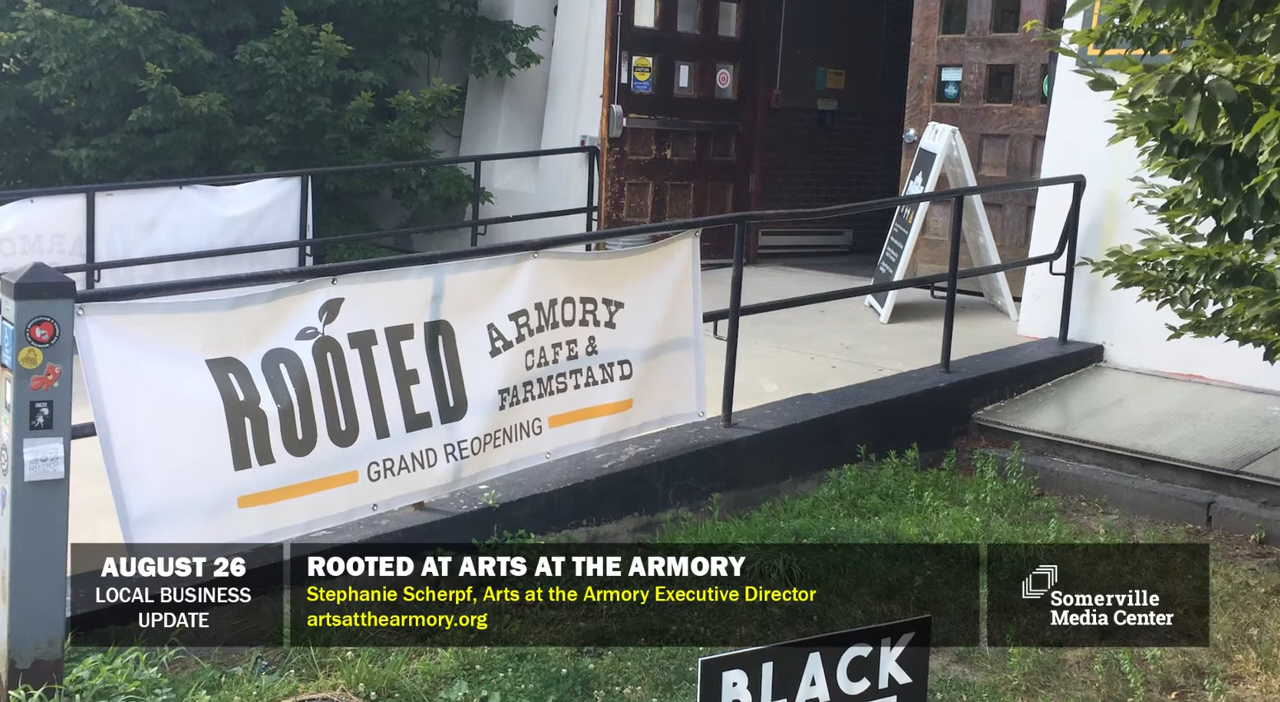 ROOTED
ARMORY
CAFE &
FARMSTAND
GRAND REOPENING
AUGUST 26
LOCAL BUSINESS
UPDATE
ROOTED AT ARTS AT THE ARMORY
Stephanie Scherpf, Arts at the Armory Executive Director
artsatthearmory.org
Somerville
Media Center
BLACK